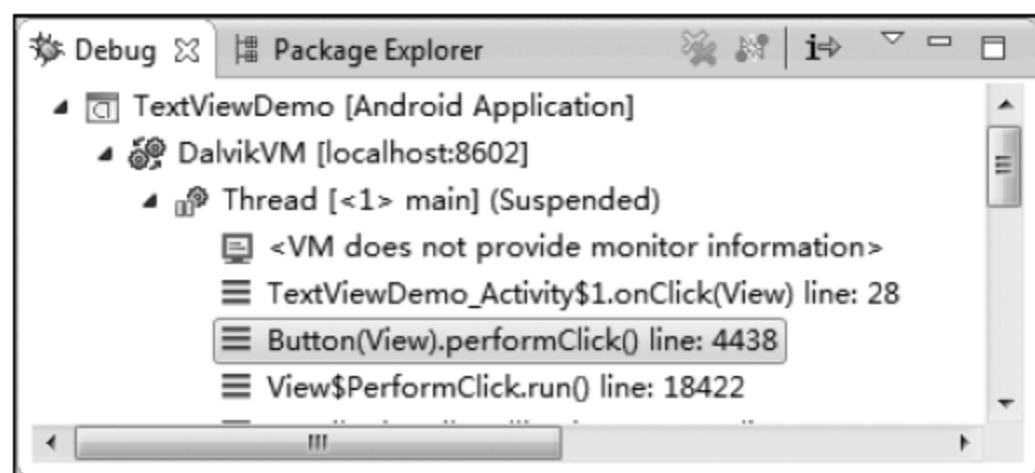 Debug Package Explorer
TextViewDemo [Android Application]
DalvikVM [localhost:8602]
Thread [<1> main] (Suspended)
<VM does not provide monitor information>
TextViewDemo_Activity$1.onClick(View) line: 28
Button(View).performClick() line: 4438
View$PerformClick.run() line: 18422